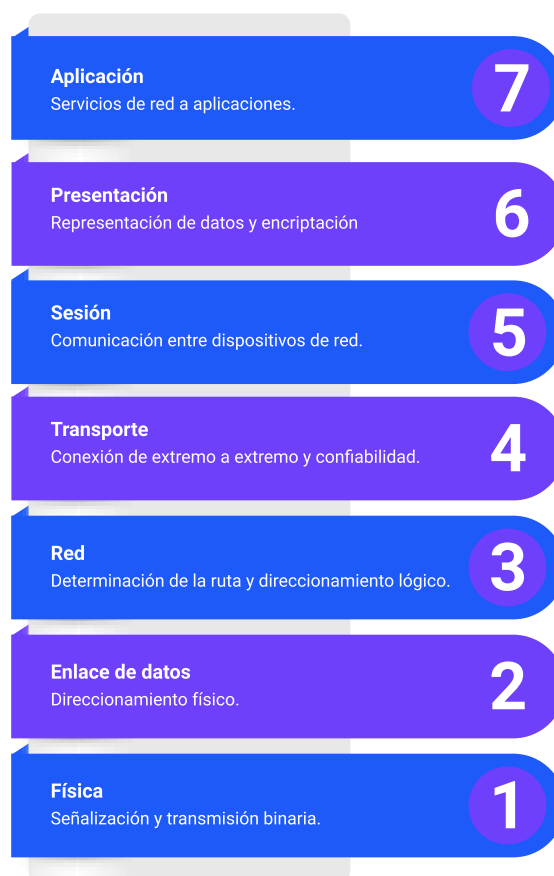 Aplicación
Servicios de red a aplicaciones.
7
Presentación
Representación de datos y encriptación
6
Sesión
Comunicación entre dispositivos de red.
5
Transporte
Conexión de extremo a extremo y confiabilidad.
4
Red
Determinación de la ruta y direccionamiento lógico.
3
Enlace de datos
Direccionamiento físico.
2
Física
Señalización y transmisión binaria.
1